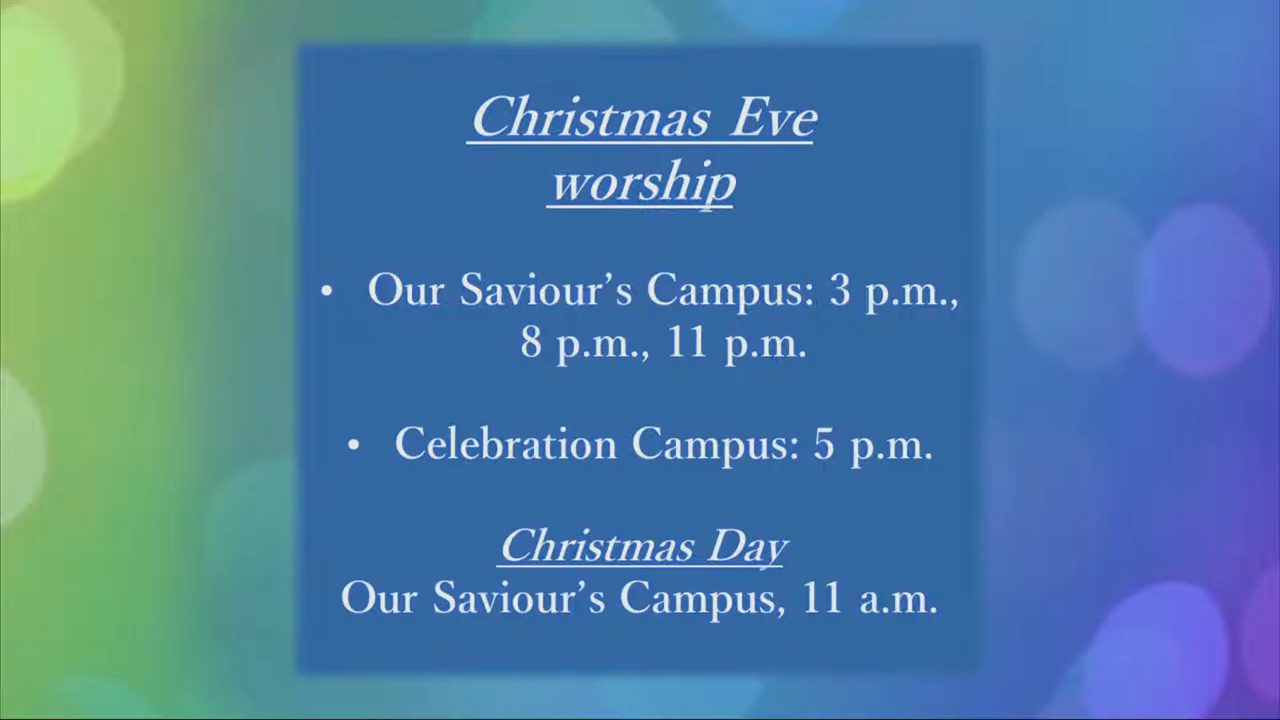 Christmas Eve
worship
• Our Saviour’s Campus: 3 p.m.,
8 p.m., 11 p.m.
• Celebration Campus: 5 p.m.
Christmas Day
Our Saviour’s Campus, 11 a.m.